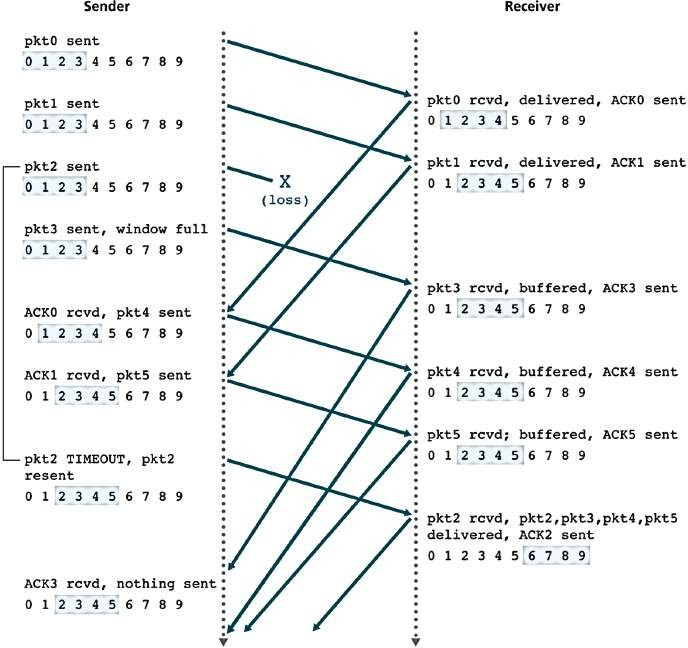 Sender
Receiver
pkt0 sent
0 1 2 3 4 5 6 7 8 9
pkt0 rcvd, delivered, ACK0 sent
0 1 2 3 4 5 6 7 8 9
pkt1 sent
0 1 2 3 4 5 6 7 8 9
pkt1 rcvd, delivered, ACK1 sent
0 1 2 3 4 5 6 7 8 9
pkt2 sent
0 1 2 3 4 5 6 7 8 9
X
(loss)
pkt3 sent, window full
0 1 2 3 4 5 6 7 8 9
pkt3 rcvd, buffered, ACK3 sent
0 1 2 3 4 5 6 7 8 9
ACK0 rcvd, pkt4 sent
0 1 2 3 4 5 6 7 8 9
pkt4 rcvd, buffered, ACK4 sent
0 1 2 3 4 5 6 7 8 9
ACK1 rcvd, pkt5 sent
0 1 2 3 4 5 6 7 8 9
pkt5 rcvd; buffered, ACK5 sent
0 1 2 3 4 5 6 7 8 9
pkt2 TIMEOUT, pkt2
resent
0 1 2 3 4 5 6 7 8 9
pkt2 rcvd, pkt2,pkt3,pkt4,pkt5
delivered, ACK2 sent
0 1 2 3 4 5 6 7 8 9
ACK3 rcvd, nothing sent
0 1 2 3 4 5 6 7 8 9